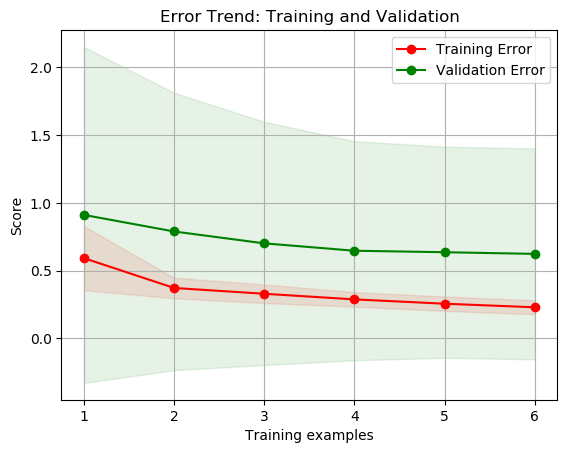 Error Trend: Training and Validation
Training Error
Validation Error
2.0
1.5
1.0
0.5
0.0
Score
1 2 3 4 5 6
Training examples